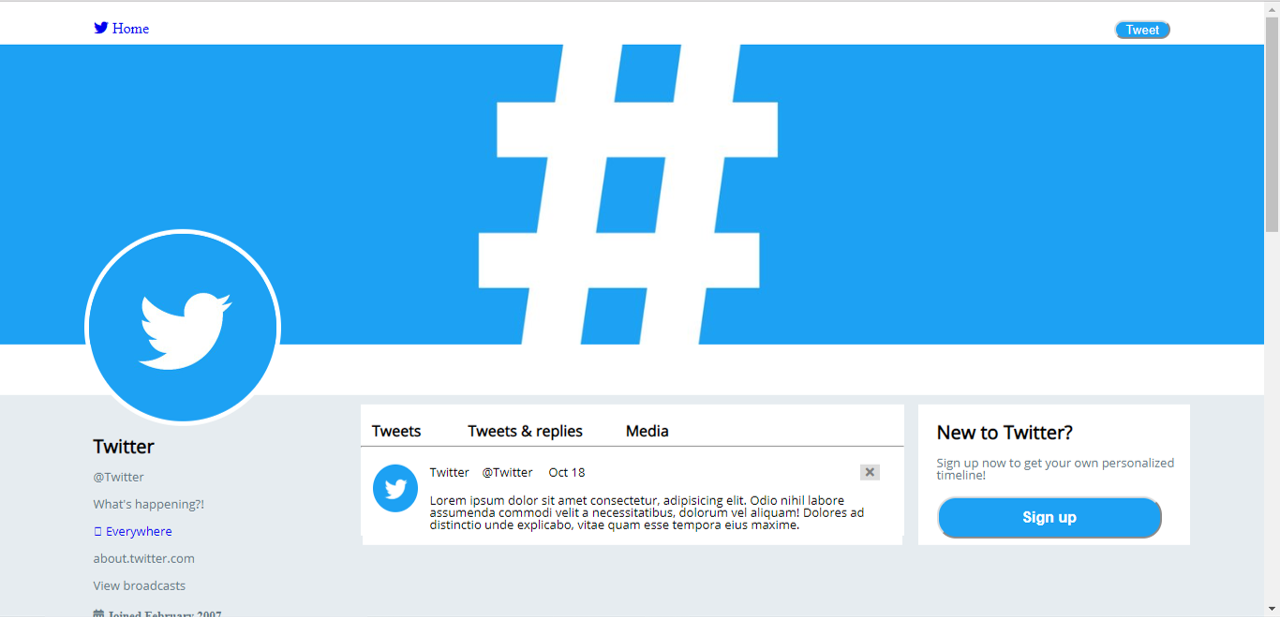 Home
Tweet
#
Twitter
@Twitter
What's happening?!
Everywhere
about.twitter.com
View broadcasts
Joined February 2007
Tweets
Tweets & replies
Media
Twitter @Twitter Oct 18
Lorem ipsum dolor sit amet consectetur, adipisicing elit. Odio nihil labore
assumenda commodi velit a necessitatibus, dolorum vel aliquam! Dolores ad
distinctio unde explicabo, vitae quam esse tempora eius maxime.
New to Twitter?
Sign up now to get your own personalized
timeline!
Sign up